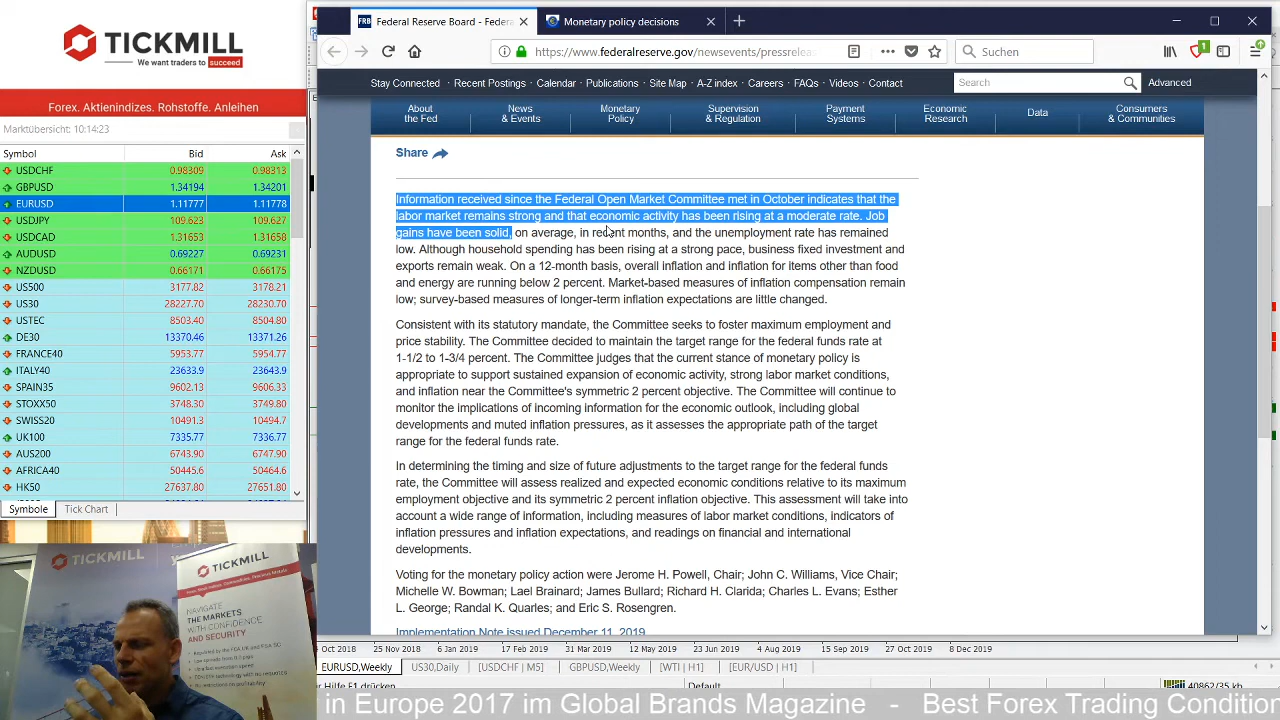 TICKMILL
We want traders to succeed
Forex. Aktienindizes. Rohstoffe. Anleihen
Marktübersicht: 10:14:23
Symbol Bid Ask
USDCHF 0.98309 0.98313
GBPUSD 1.34194 1.34201
EURUSD 1.11777 1.11778
USDJPY 109.623 109.627
USDCAD 1.31653 1.31658
AUDUSD 0.69227 0.69231
NZDUSD 0.66171 0.66175
US500 3177.82 3178.21
US30 28227.70 28230.70
USTEC 8503.40 8504.80
DE30 13370.46 13371.26
FRANCE40 5953.77 5954.77
ITALY40 23633.9 23643.9
SPAIN35 9602.13 9606.33
STOXX50 3748.30 3749.80
SWISS20 10491.3 10494.7
UK100 7335.77 7336.77
AUS200 6743.90 6747.90
AFRICA40 50445.6 50464.6
HK50 27637.80 27651.80
Symbole Tick Chart
TICKMILL
TICKMILL
NAVIGATE
THE MARKETS
WITH CONFIDENCE
AND SECURITY
FRB Federal Reserve Board - Federa
Monetary policy decisions
https://www.federalreserve.gov/newsevents/pressrelea
Suchen
1
Stay Connected Recent Postings Calendar Publications Site Map A-Z index Careers FAQs Videos Contact
Search
Advanced
About the Fed
News & Events
Monetary Policy
Supervision & Regulation
Payment Systems
Economic Research
Data
Consumers & Communities
Share
Information received since the Federal Open Market Committee met in October indicates that the
labor market remains strong and that economic activity has been rising at a moderate rate. Job
gains have been solid, on average, in recent months, and the unemployment rate has remained
low. Although household spending has been rising at a strong pace, business fixed investment and
exports remain weak. On a 12-month basis, overall inflation and inflation for items other than food
and energy are running below 2 percent. Market-based measures of inflation compensation remain
low; survey-based measures of longer-term inflation expectations are little changed.
Consistent with its statutory mandate, the Committee seeks to foster maximum employment and
price stability. The Committee decided to maintain the target range for the federal funds rate at
1-1/2 to 1-3/4 percent. The Committee judges that the current stance of monetary policy is
appropriate to support sustained expansion of economic activity, strong labor market conditions,
and inflation near the Committee's symmetric 2 percent objective. The Committee will continue to
monitor the implications of incoming information for the economic outlook, including global
developments and muted inflation pressures, as it assesses the appropriate path of the target
range for the federal funds rate.
In determining the timing and size of future adjustments to the target range for the federal funds
rate, the Committee will assess realized and expected economic conditions relative to its maximum
employment objective and its symmetric 2 percent inflation objective. This assessment will take into
account a wide range of information, including measures of labor market conditions, indicators of
inflation pressures and inflation expectations, and readings on financial and international
developments.
Voting for the monetary policy action were Jerome H. Powell, Chair; John C. Williams, Vice Chair;
Michelle W. Bowman; Lael Brainard; James Bullard; Richard H. Clarida; Charles L. Evans; Esther
L. George; Randal K. Quarles; and Eric S. Rosengren.
Implementation Note issued December 11, 2019
Oct 2018 25 Nov 2018 6 Jan 2019 17 Feb 2019 31 Mar 2019 12 May 2019 23 Jun 2019 4 Aug 2019 15 Sep 2019 27 Oct 2019 8 Dec 2019
EURUSD,Weekly US30,Daily [USDCHF | M5] GBPUSD,Weekly [WTI | H1] [EUR/USD | H1]
r Hilfe F1 drücken
Default
40862/35 kb
in Europe 2017 im Global Brands Magazine - Best Forex Trading Condition